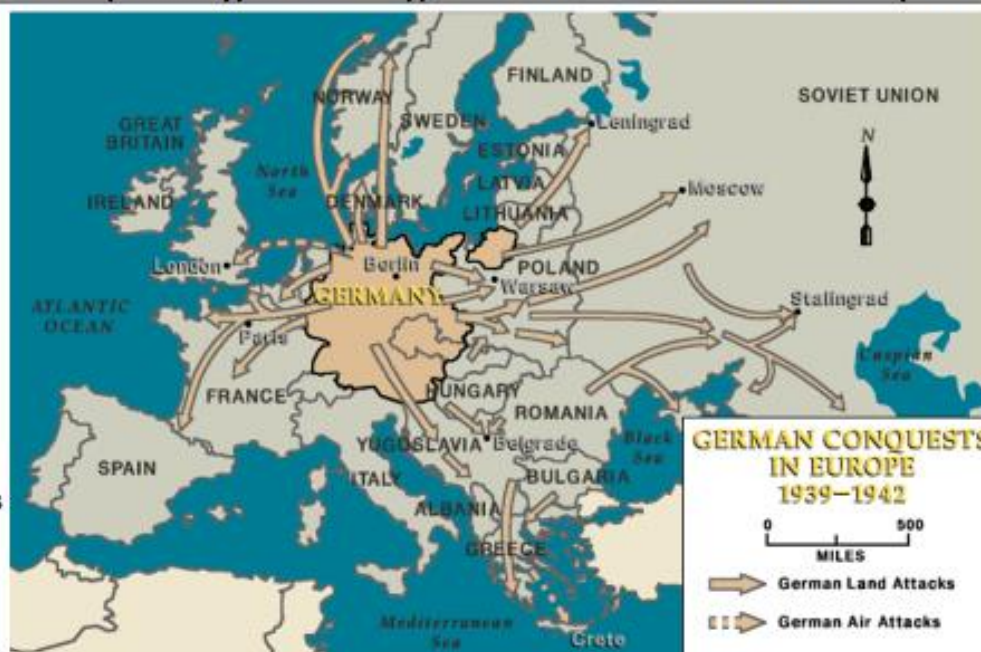 FINLAND
SOVIET UNION
NORWAY
SWEDEN
GREAT
BRITAIN
N
Leningrad
ESTONIA
North
Sea
LATVIA
Moscow
IRELAND
DENMARK
LITHUANIA
London
Berlin
POLAND
Warsaw
GERMANY
ATLANTIC
OCEAN
Stalingrad
Paris
Caspian
Sea
FRANCE
HUNGARY
ROMANIA
Black
Sea
YUGOSLAVIA
Belgrade
SPAIN
ITALY
BULGARIA
ALBANIA
GREECE
Mediterranean
Sea
Crete
GERMAN CONQUESTS
IN EUROPE
1939–1942
0 500
MILES
German Land Attacks
German Air Attacks